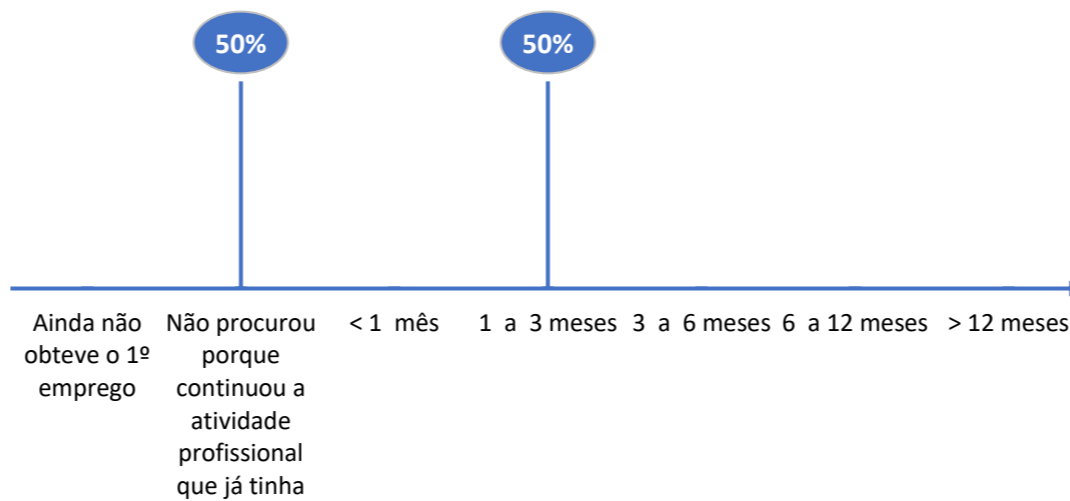 50%
50%
Ainda não
obteve o 1º
emprego
Não procurou
porque
continuou a
atividade
profissional
que já tinha
< 1 mês
1 a 3 meses
3 a 6 meses
6 a 12 meses
> 12 meses